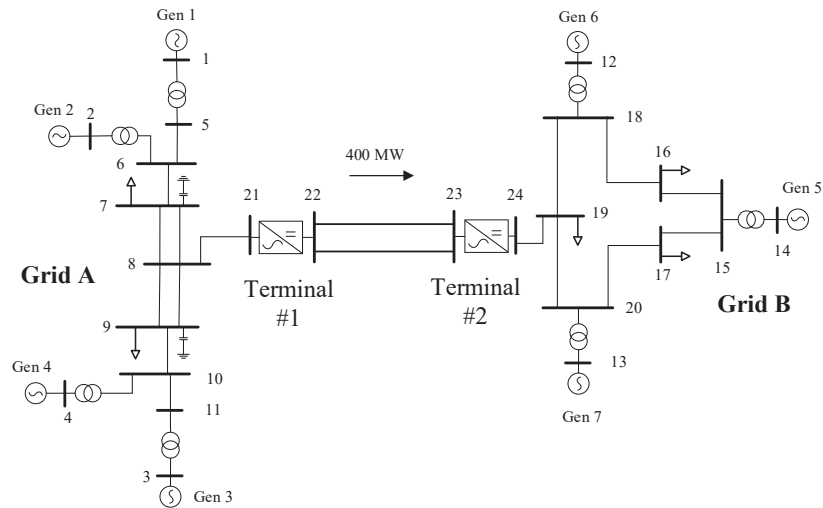 Gen 1
1
Gen 2
2
5
6
7
8
Grid A
9
Gen 4
4
10
11
3
Gen 3
21
22
Terminal
#1
400 MW
23
24
Terminal
#2
Gen 6
12
18
16
19
Gen 5
14
15
17
Grid B
20
13
Gen 7